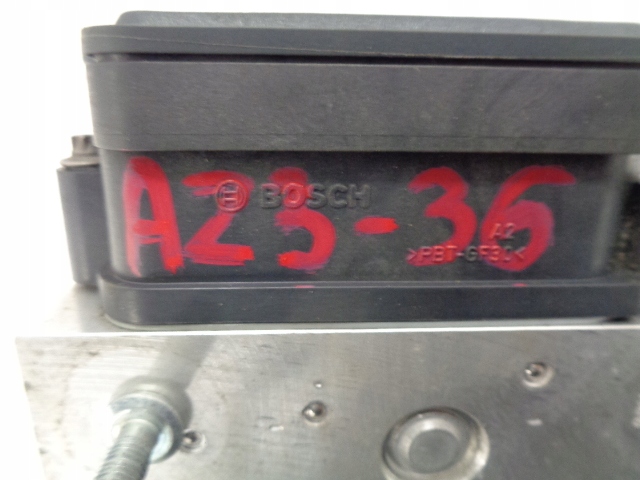 A23-36
BOSCH
A2
>PBT-GF30<